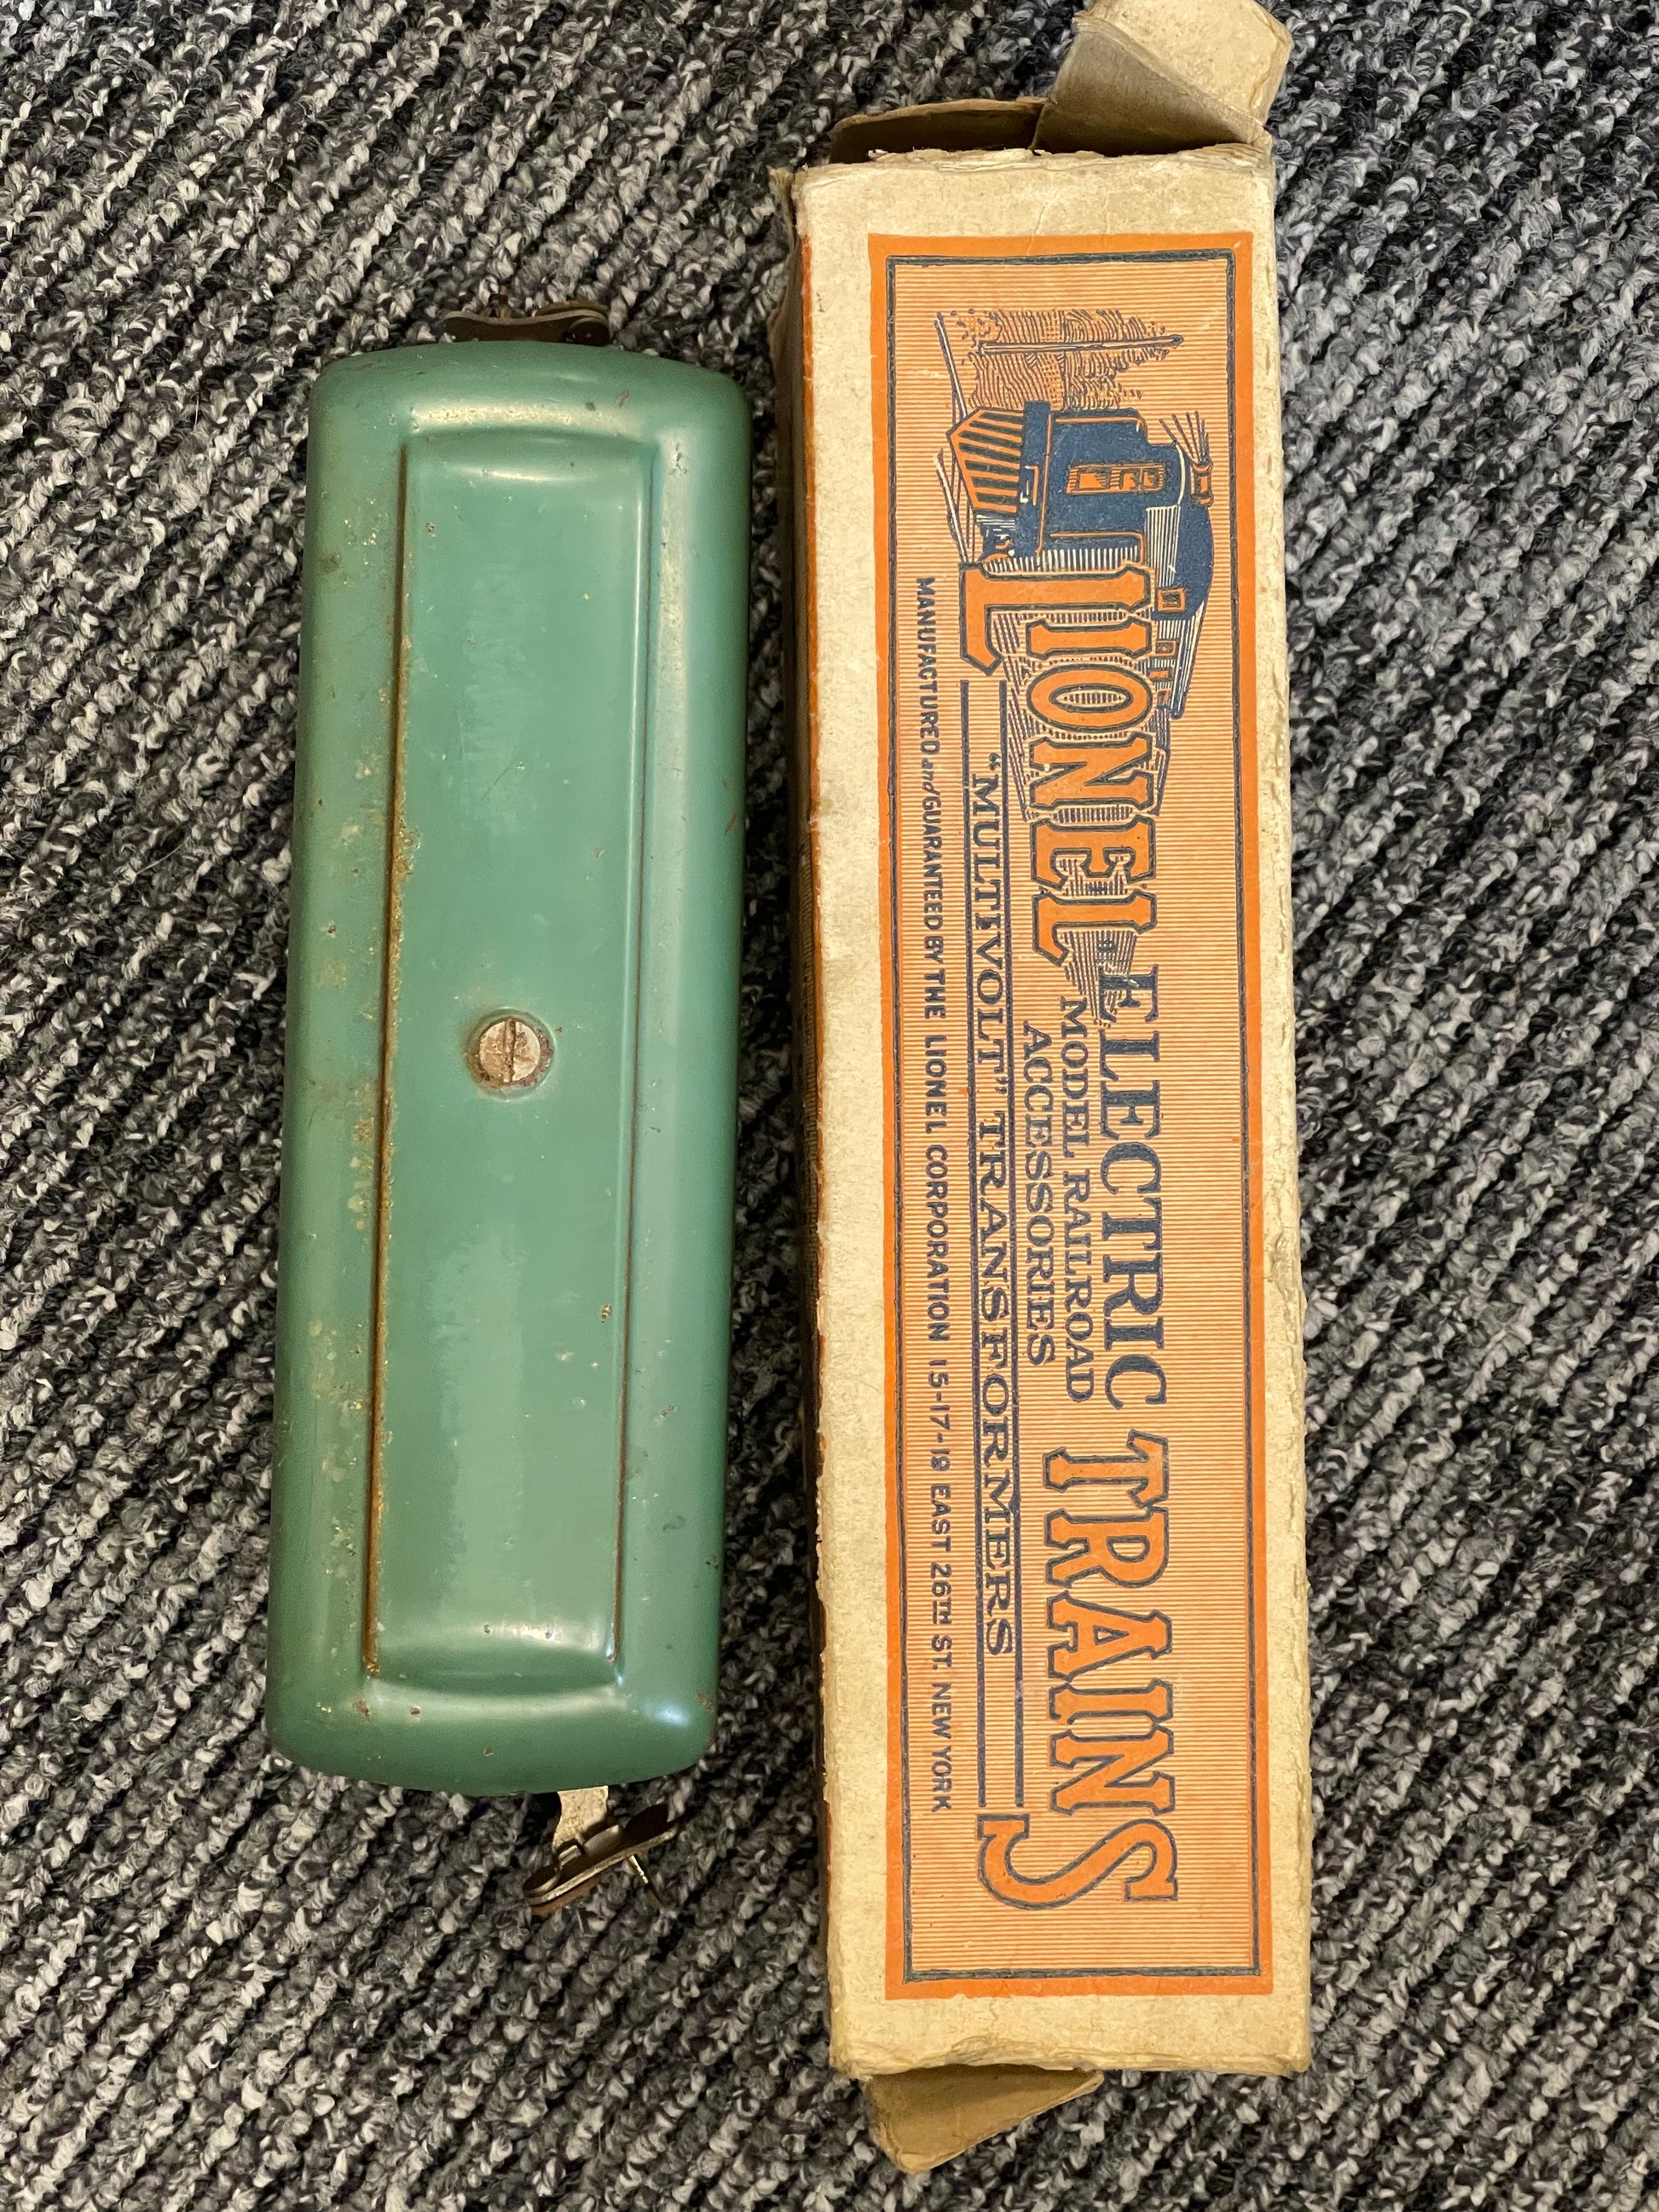 LIONEL ELECTRIC TRAINS
MODEL RAILROAD
ACCESSORIES
"MULTIVOLT" TRANSFORMERS
MANUFACTURED and GUARANTEED BY THE LIONEL CORPORATION 15-17-19 EAST 26TH ST. NEW YORK